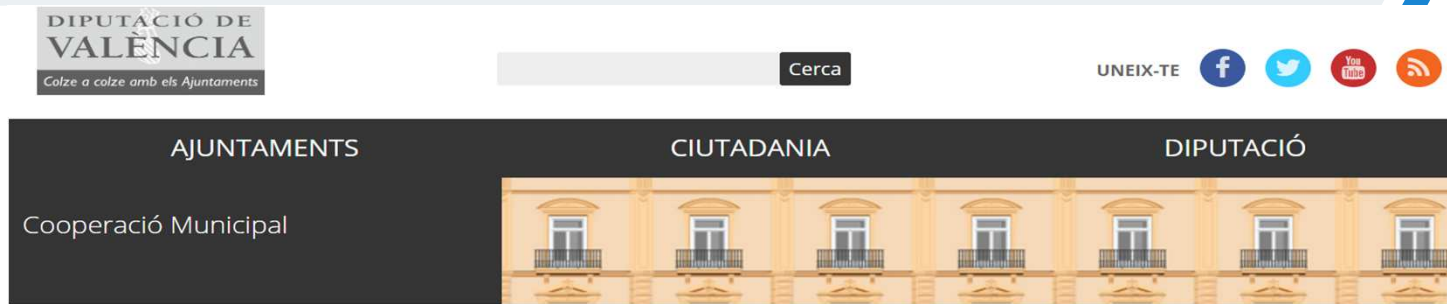 DIPUTACIÓ DE
VALÈNCIA
Colze a colze amb els Ajuntaments
Cerca
UNEIX-TE
You
Tube
AJUNTAMENTS
CIUTADANIA
DIPUTACIÓ
Cooperació Municipal